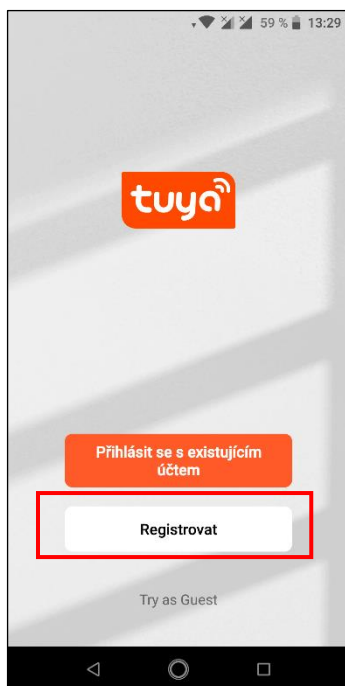 59 % 13:29
tuya
Přihlásit se s existujícím
účtem
Registrovat
Try as Guest